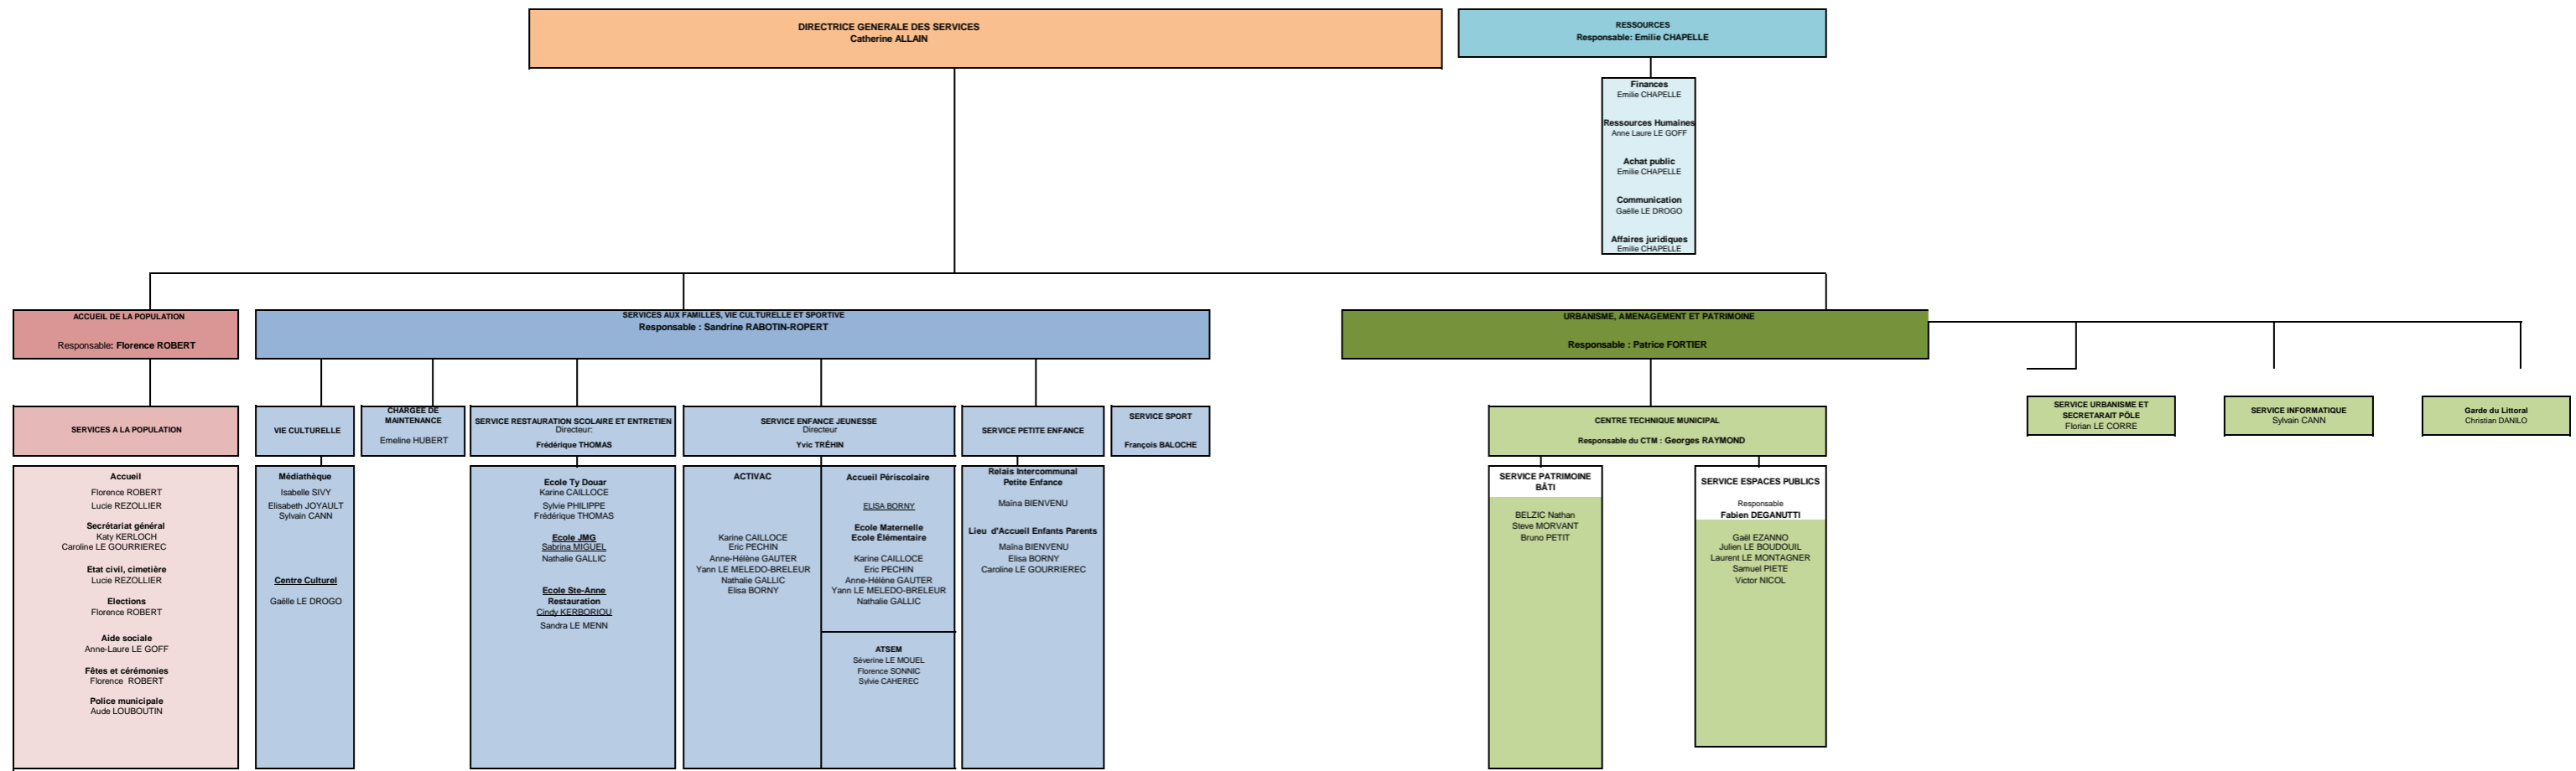 DIRECTRICE GENERALE DES SERVICES
Catherine ALLAIN
RESSOURCES
Responsable: Emilie CHAPELLE
Finances
Emilie CHAPELLE
Ressources Humaines
Anne Laure LE GOFF
Achat public
Emilie CHAPELLE
Communication
Gaëlle LE DROGO
Affaires juridiques
Emilie CHAPELLE
ACCUEIL DE LA POPULATION
Responsable: Florence ROBERT
SERVICES AUX FAMILLES, VIE CULTURELLE ET SPORTIVE
Responsable : Sandrine RABOTIN-ROPERT
URBANISME, AMENAGEMENT ET PATRIMOINE
Responsable : Patrice FORTIER
SERVICES A LA POPULATION
VIE CULTURELLE
CHARGEE DE
MAINTENANCE
Emeline HUBERT
SERVICE RESTAURATION SCOLAIRE ET ENTRETIEN
Directeur:
Frédérique THOMAS
SERVICE ENFANCE JEUNESSE
Directeur
Yvic TRÉHIN
SERVICE PETITE ENFANCE
SERVICE SPORT
François BALOCHE
CENTRE TECHNIQUE MUNICIPAL
Responsable du CTM : Georges RAYMOND
SERVICE URBANISME ET
SECRETARAIT PÔLE
Florian LE CORRE
SERVICE INFORMATIQUE
Sylvain CANN
Garde du Littoral
Christian DANILO
Accueil
Florence ROBERT
Lucie REZOLLIER
Secrétariat général
Katy KERLOCH
Caroline LE GOURRIEREC
Etat civil, cimetière
Lucie REZOLLIER
Elections
Florence ROBERT
Aide sociale
Anne-Laure LE GOFF
Fêtes et cérémonies
Florence  ROBERT
Police municipale
Aude LOUBOUTIN
Médiathèque
Isabelle SIVY
Elisabeth JOYAULT
Sylvain CANN
Centre Culturel
Gaëlle LE DROGO
Ecole Ty Douar
Karine CAILLOCE
Sylvie PHILIPPE
Frédérique THOMAS
Ecole JMG
Sabrina MIGUEL
Nathalie GALLIC
Ecole Ste-Anne
Restauration
Cindy KERBORIOU
Sandra LE MENN
ACTIVAC
Karine CAILLOCE
Eric PECHIN
Anne-Hélène GAUTER
Yann LE MELEDO-BRELEUR
Nathalie GALLIC
Elisa BORNY
Accueil Périscolaire
ELISA BORNY
Ecole Maternelle
Ecole Élémentaire
Karine CAILLOCE
Eric PECHIN
Anne-Hélène GAUTER
Yann LE MELEDO-BRELEUR
Nathalie GALLIC
ATSEM
Séverine LE MOUEL
Florence SONNIC
Sylvie CAHEREC
Relais Intercommunal
Petite Enfance
Maïna BIENVENU
Lieu  d'Accueil Enfants Parents
Maïna BIENVENU
Elisa BORNY
Caroline LE GOURRIEREC
SERVICE PATRIMOINE
BÂTI
BELZIC Nathan
Steve MORVANT
Bruno PETIT
SERVICE ESPACES PUBLICS
Responsable
Fabien DEGANUTTI
Gaël EZANNO
Julien LE BOUDOUIL
Laurent LE MONTAGNER
Samuel PIETE
Victor NICOL